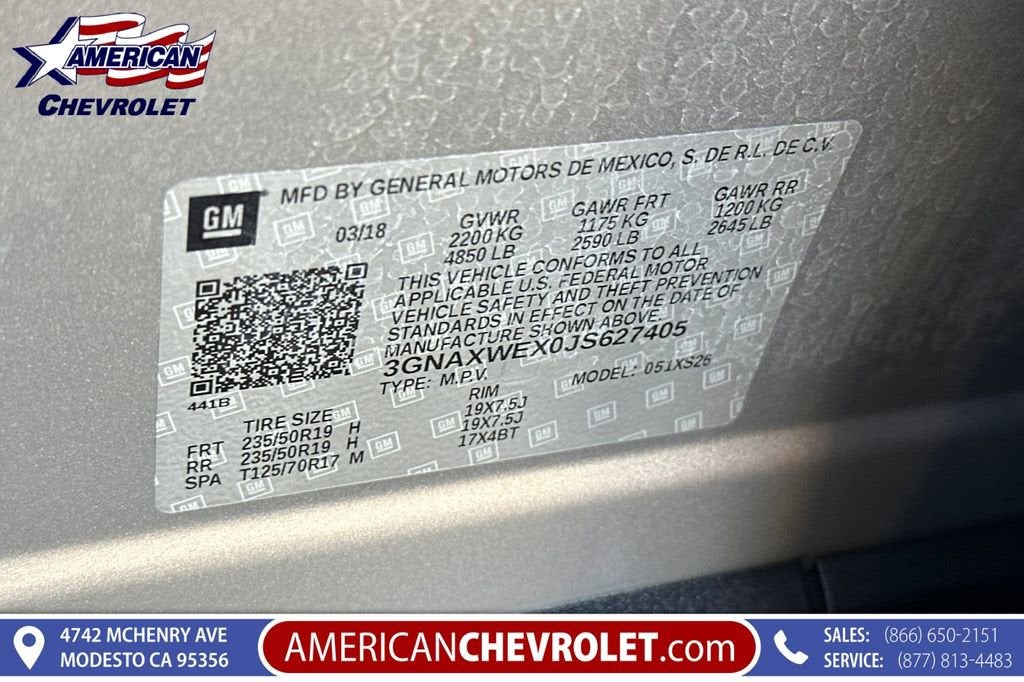 AMERICAN
CHEVROLET
GM
MFD BY GENERAL MOTORS DE MEXICO, S. DE R.L. DE C.V.
03/18 GVWR GAWR FRT GAWR RR
2200 KG 1175 KG 1200 KG
4850 LB 2590 LB 2645 LB
THIS VEHICLE CONFORMS TO ALL
APPLICABLE U.S. FEDERAL MOTOR
VEHICLE SAFETY AND THEFT PREVENTION
STANDARDS IN EFFECT ON THE DATE OF
MANUFACTURE SHOWN ABOVE.
3GNAXWEX0JS627405
TYPE: M.P.V. MODEL: 051XS26
441B
TIRE SIZE RIM
FRT 235/50R19 H 19X7.5J
RR 235/50R19 H 19X7.5J
SPA T125/70R17 M 17X4BT
4742 MCHENRY AVE
MODESTO CA 95356
AMERICANCHEVROLET.com
SALES: (866) 650-2151
SERVICE: (877) 813-4483